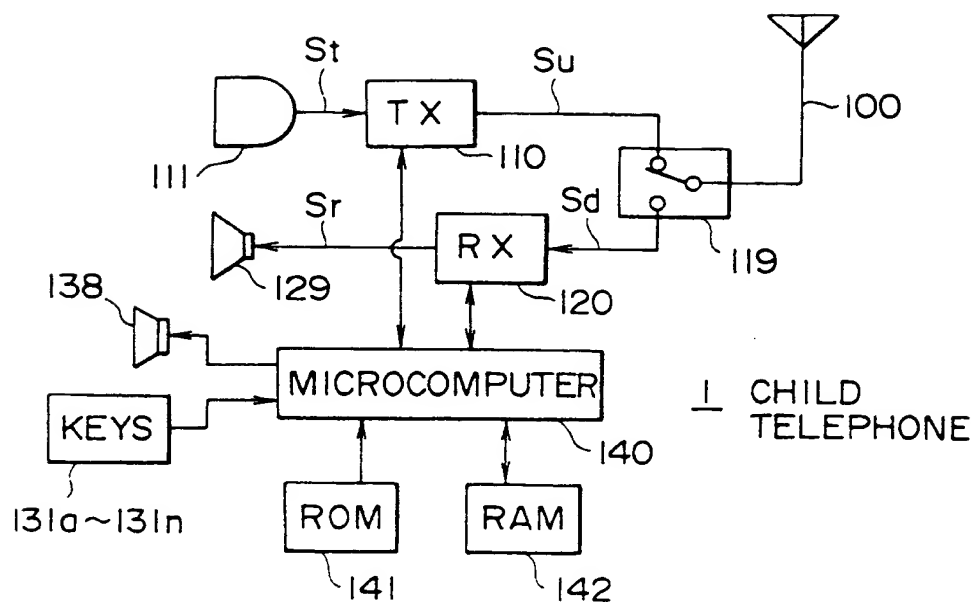 St
Su
TX
100
111
110
Sr
Sd
119
RX
129
120
138
MICROCOMPUTER
1 CHILD
TELEPHONE
KEYS
140
131a~131n
ROM
RAM
141
142